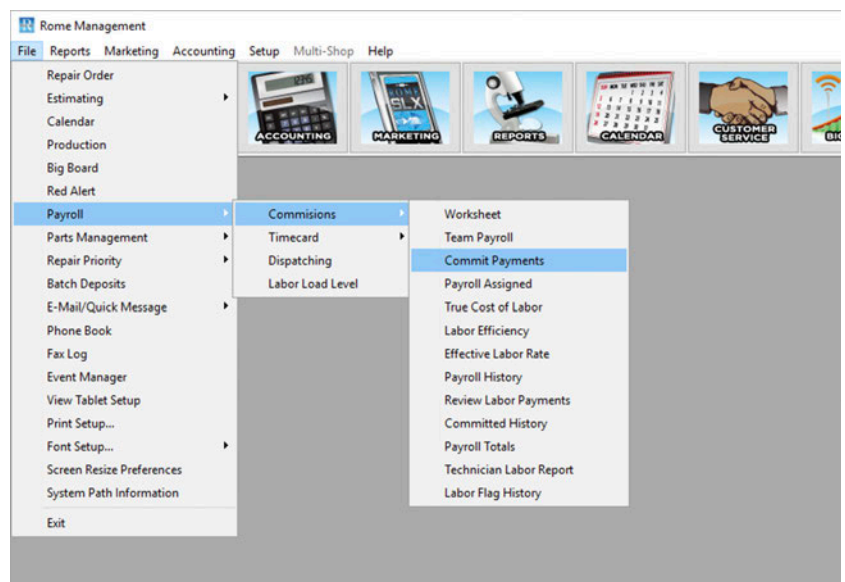 Rome Management
File Reports Marketing Accounting Setup Multi-Shop Help
Repair Order
Estimating
Calendar
Production
Big Board
Red Alert
Payroll
Parts Management
Repair Priority
Batch Deposits
E-Mail/Quick Message
Phone Book
Fax Log
Event Manager
View Tablet Setup
Print Setup...
Font Setup...
Screen Resize Preferences
System Path Information
Exit
ACCOUNTING
MARKETING
REPORTS
CALENDAR
CUSTOMER
SERVICE
Commisions
Timecard
Dispatching
Labor Load Level
Worksheet
Team Payroll
Commit Payments
Payroll Assigned
True Cost of Labor
Labor Efficiency
Effective Labor Rate
Payroll History
Review Labor Payments
Committed History
Payroll Totals
Technician Labor Report
Labor Flag History